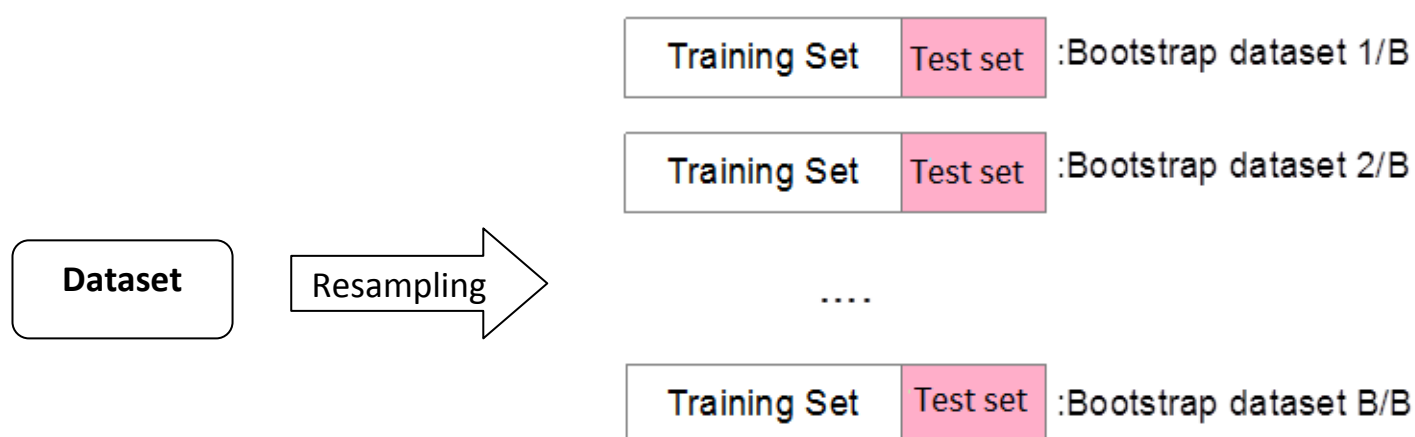 Training Set Test set :Bootstrap dataset 1/B
Training Set Test set :Bootstrap dataset 2/B
Dataset Resampling ....
Training Set Test set :Bootstrap dataset B/B